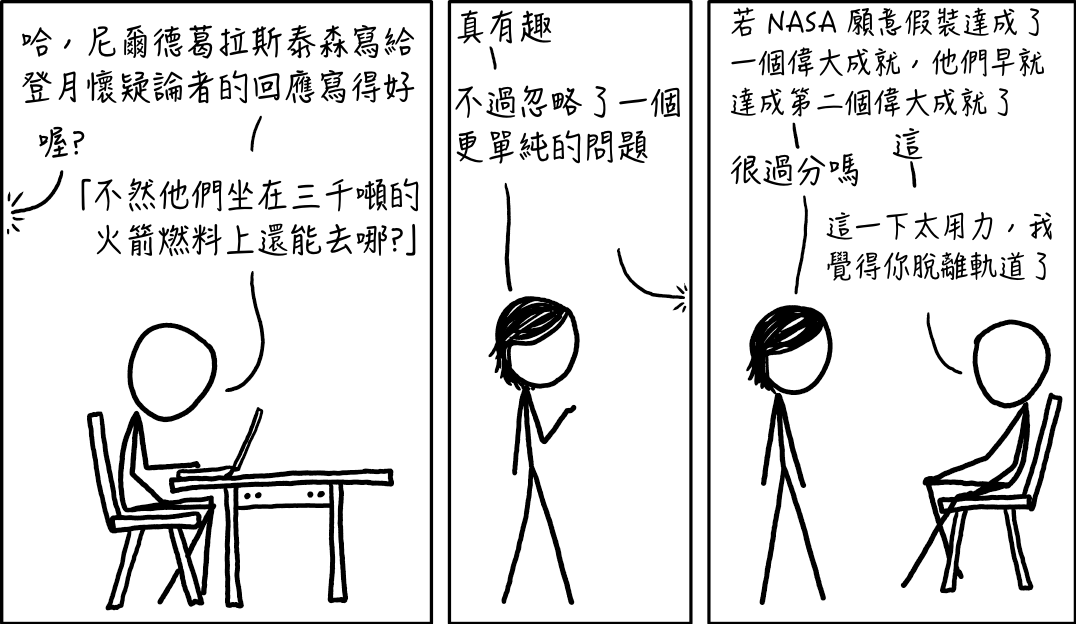 哈，尼爾德葛拉斯泰森寫給
登月懷疑論者的回應寫得好
喔?
「不然他們坐在三千噸的
火箭燃料上還能去哪?」
真有趣
不過忽略了一個
更單純的問題
若 NASA 願意假裝達成了
一個偉大成就，他們早就
達成第二個偉大成就了
很過分嗎
這
這一下太用力，我
覺得你脫離軌道了